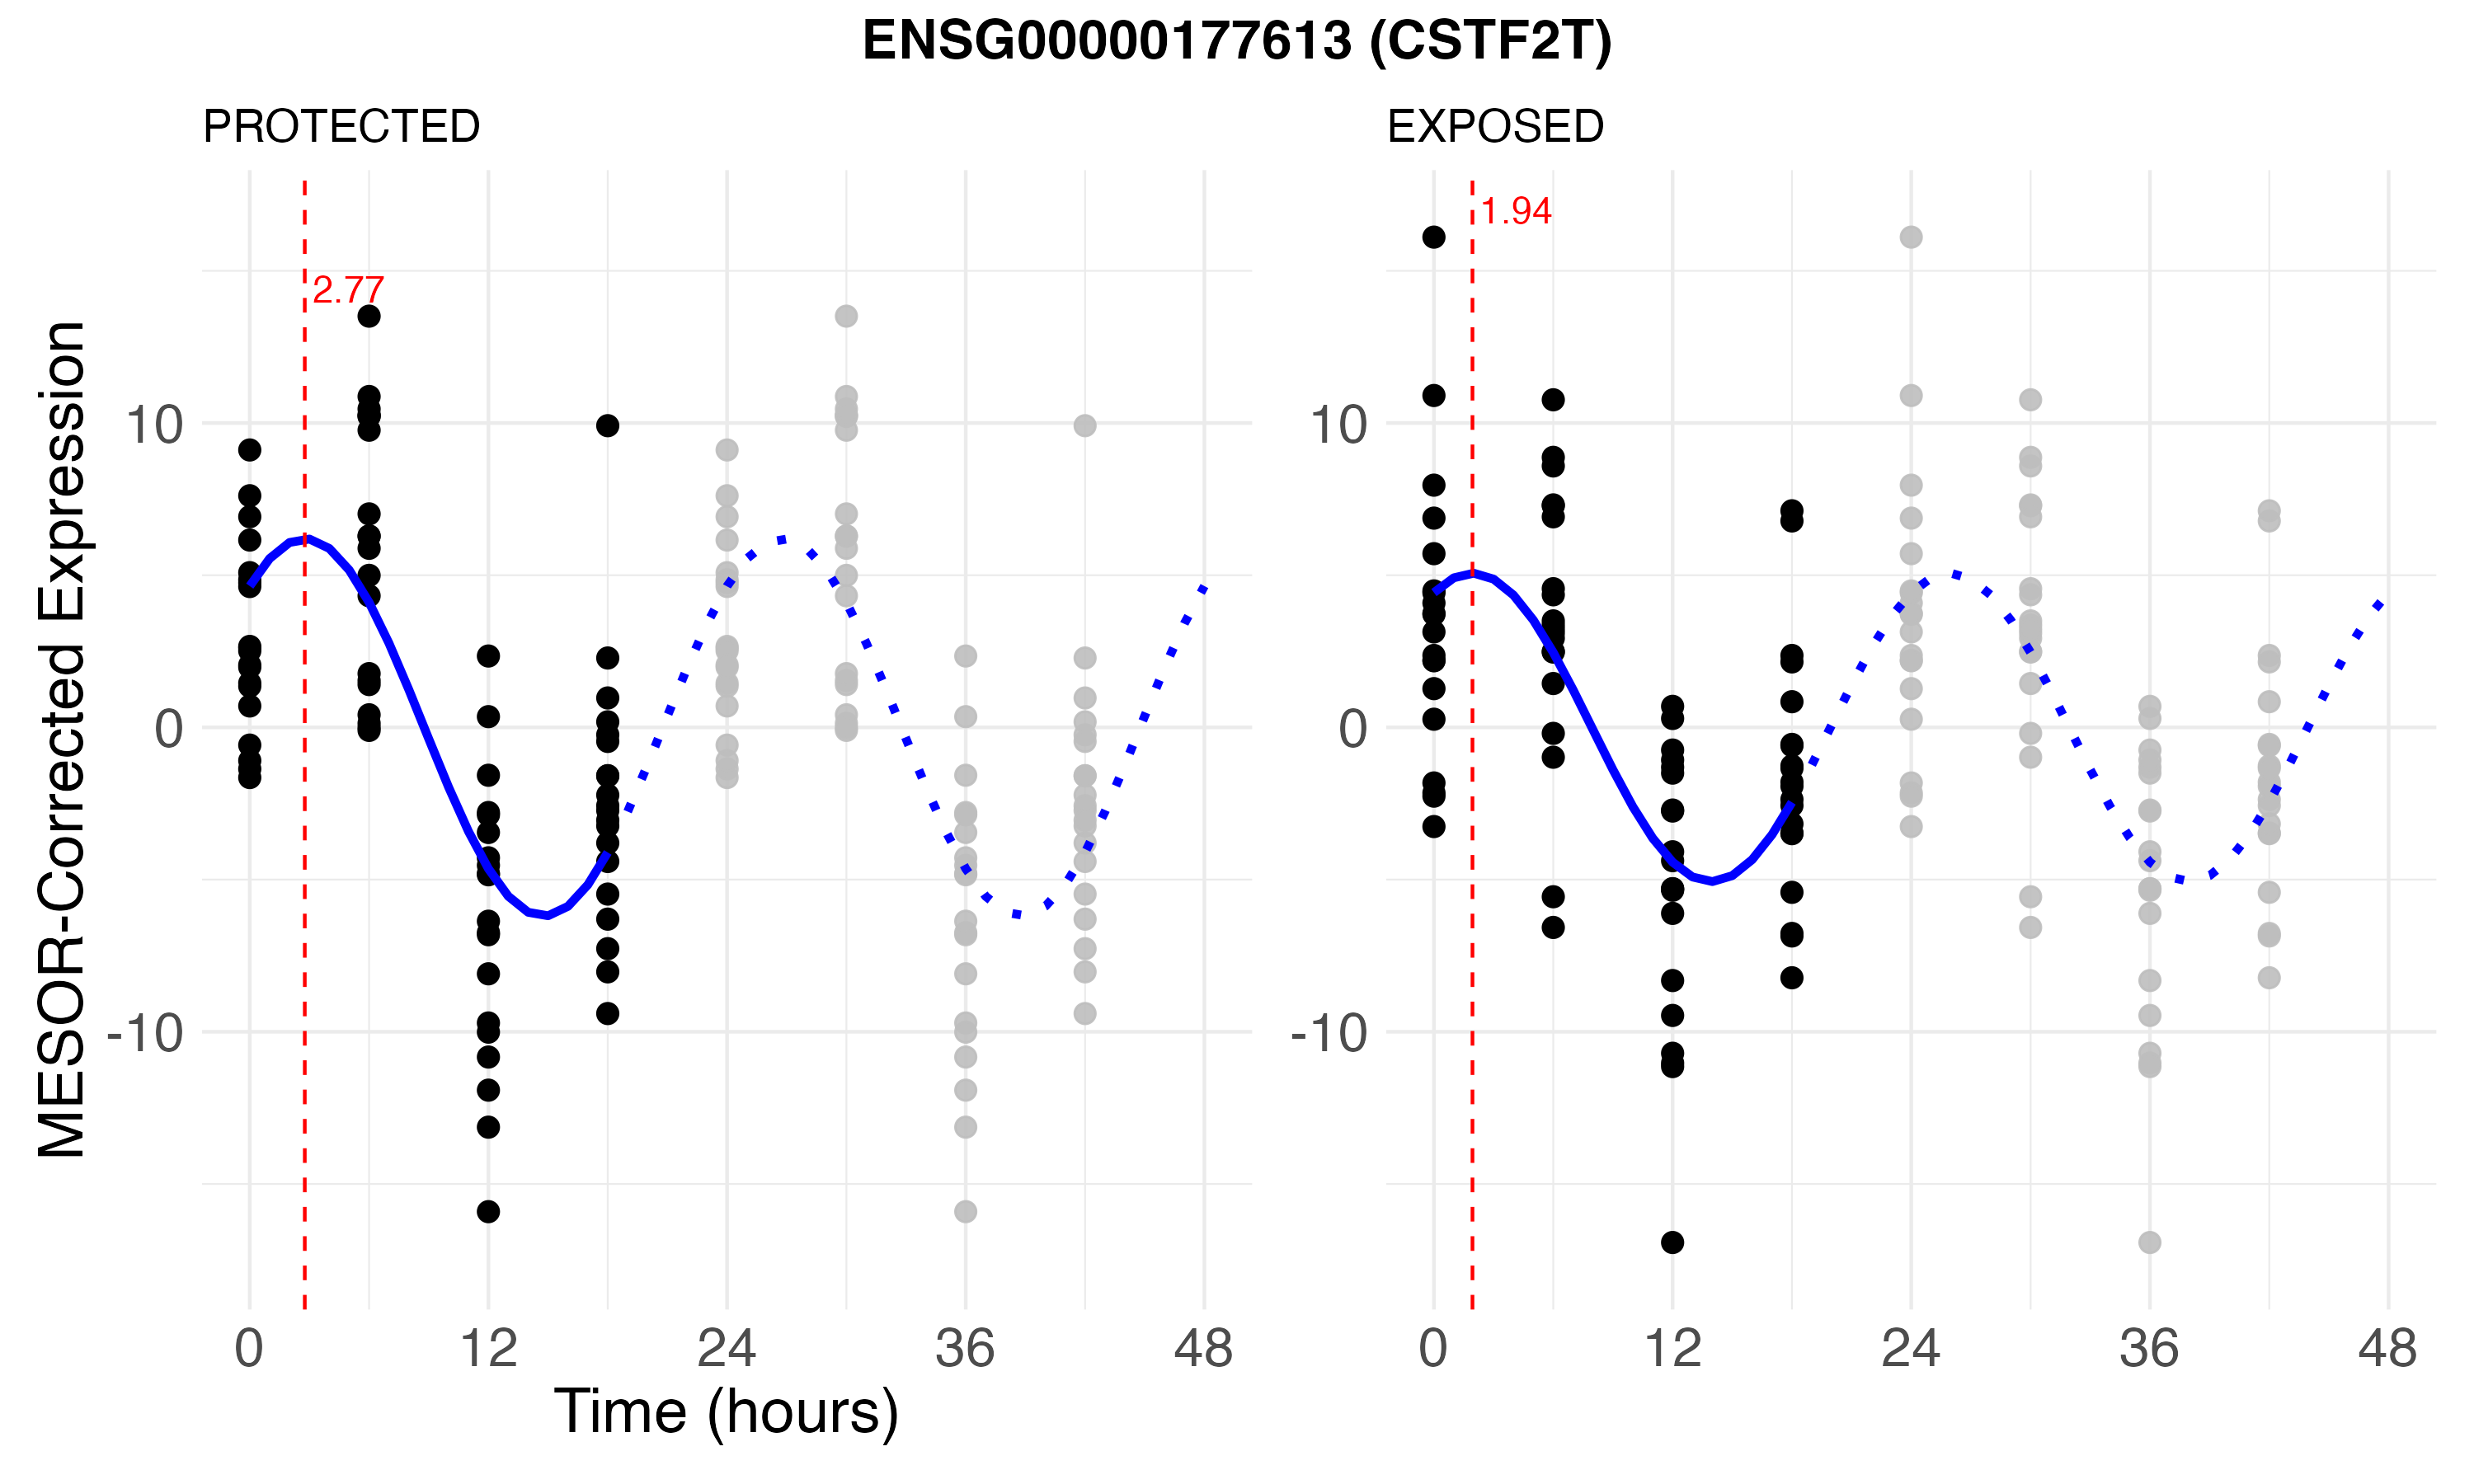 ENSG00000177613 (CSTF2T)
PROTECTED
EXPOSED
2.77
1.94
MESOR-Corrected Expression
10
0
-10
10
0
-10
0 12 24 36 48
0 12 24 36 48
Time (hours)